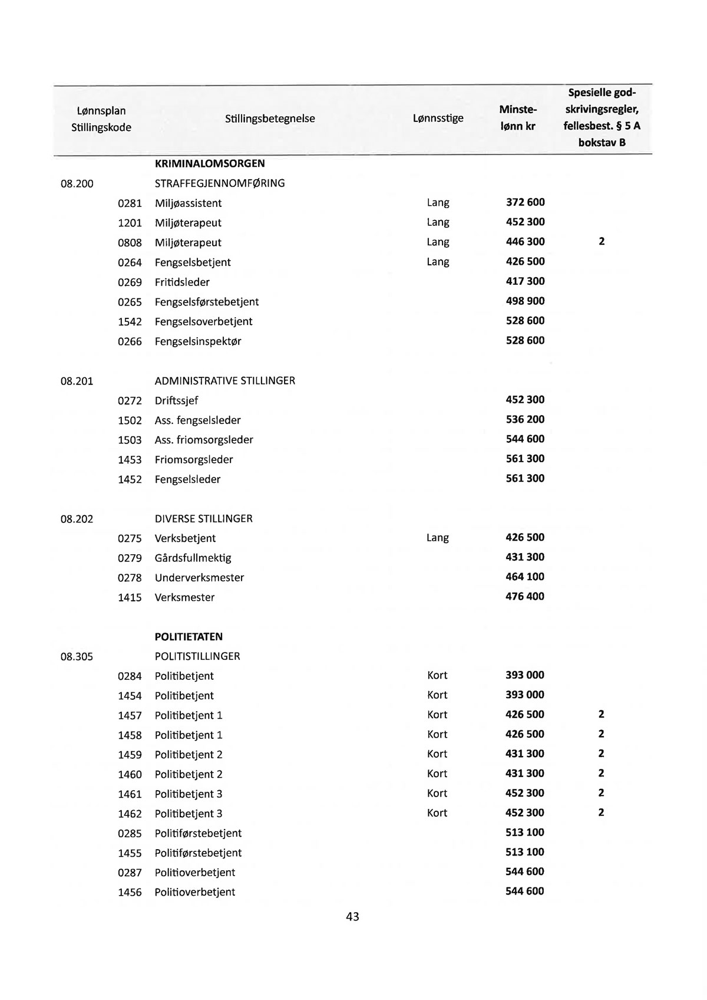 Lønnsplan
Stillingskode
Stillingsbetegnelse
Lønnsstige
Minste-
lønn kr
Spesielle god-
skrivingsregler,
fellesbest. § 5 A
bokstav B
KRIMINALOMSORGEN
08.200 STRAFFEGJENNOMFØRING
0281 Miljøassistent Lang 372 600
1201 Miljøterapeut Lang 452 300
0808 Miljøterapeut Lang 446 300 2
0264 Fengselsbetjent Lang 426 500
0269 Fritidsleder 417 300
0265 Fengselsførstebetjent 498 900
1542 Fengselsoverbetjent 528 600
0266 Fengselsinspektør 528 600
08.201 ADMINISTRATIVE STILLINGER
0272 Driftssjef 452 300
1502 Ass. fengselsleder 536 200
1503 Ass. friomsorgsleder 544 600
1453 Friomsorgsleder 561 300
1452 Fengselsleder 561 300
08.202 DIVERSE STILLINGER
0275 Verksbetjent Lang 426 500
0279 Gårdsfullmektig 431 300
0278 Underverksmester 464 100
1415 Verksmester 476 400
POLITIETATEN
08.305 POLITISTILLINGER
0284 Politibetjent Kort 393 000
1454 Politibetjent Kort 393 000
1457 Politibetjent 1 Kort 426 500 2
1458 Politibetjent 1 Kort 426 500 2
1459 Politibetjent 2 Kort 431 300 2
1460 Politibetjent 2 Kort 431 300 2
1461 Politibetjent 3 Kort 452 300 2
1462 Politibetjent 3 Kort 452 300 2
0285 Politiførstebetjent 513 100
1455 Politiførstebetjent 513 100
0287 Politioverbetjent 544 600
1456 Politioverbetjent 544 600
43